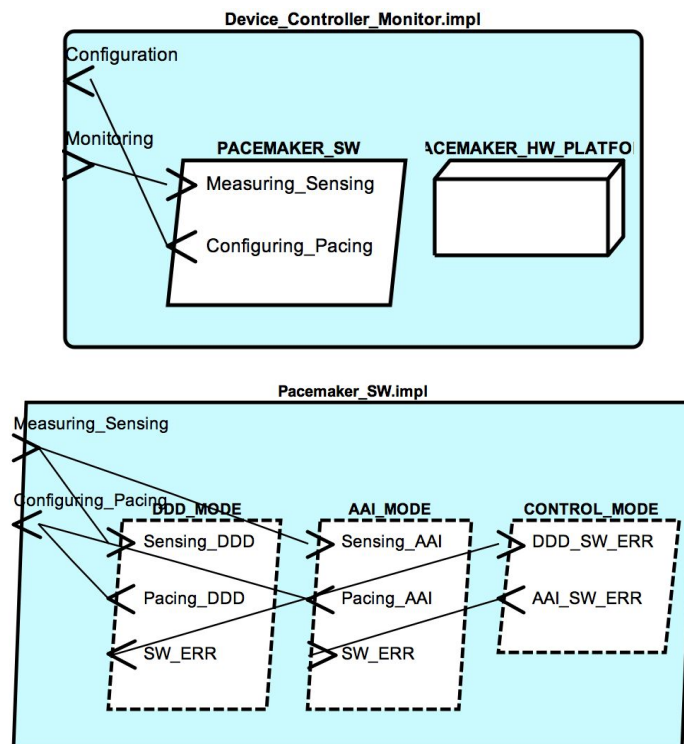 Device_Controller_Monitor.impl
Configuration
Monitoring
PACEMAKER_SW
ACEMAKER_HW_PLATFO
Measuring_Sensing
Configuring_Pacing
Pacemaker_SW.impl
Measuring_Sensing
Configuring_Pacing
DDD_MODE
AAI_MODE
CONTROL_MODE
Sensing_DDD
Sensing_AAI
DDD_SW_ERR
Pacing_DDD
Pacing_AAI
AAI_SW_ERR
SW_ERR
SW_ERR